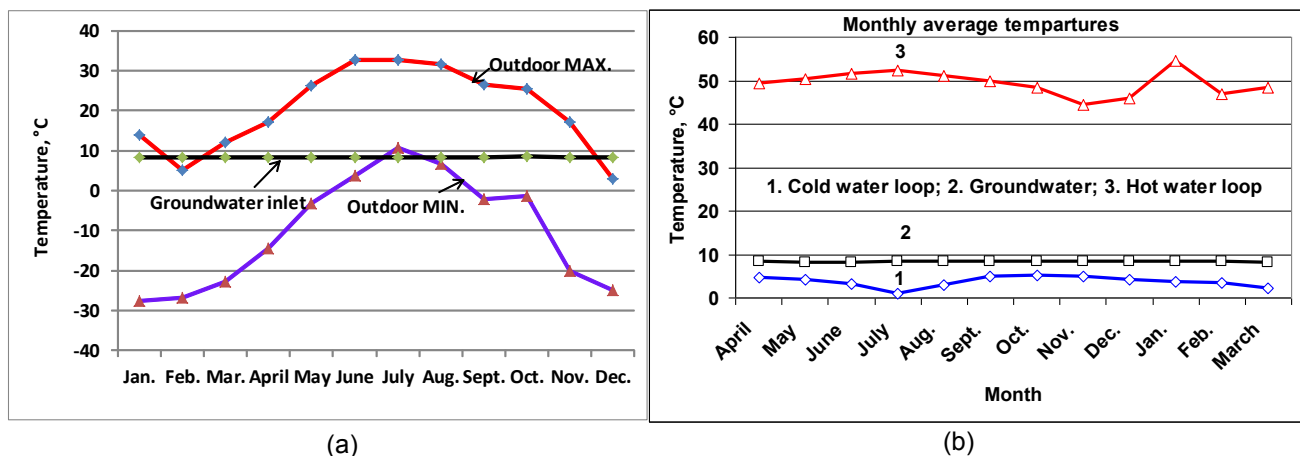 40
30
20
10
0
-10
-20
-30
-40
Temperature, °C
Outdoor MAX.
Groundwater inlet
Outdoor MIN.
Jan. Feb. Mar. April May June July Aug. Sept. Oct. Nov. Dec.
(a)
Monthly average tempartures
60
50
40
30
20
10
0
Temperature, °C
3
1. Cold water loop; 2. Groundwater; 3. Hot water loop
2
1
April May June July Aug. Sept. Oct. Nov. Dec. Jan. Feb. March
Month
(b)